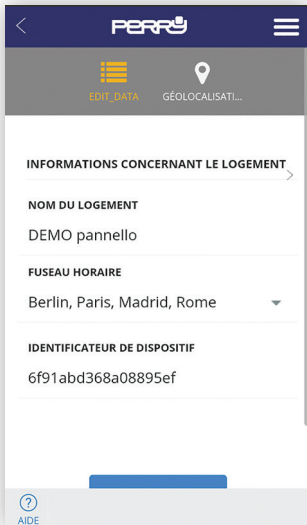 PERRY
EDIT_DATA
GÉOLOCALISATI...
INFORMATIONS CONCERNANT LE LOGEMENT
NOM DU LOGEMENT
DEMO pannello
FUSEAU HORAIRE
Berlin, Paris, Madrid, Rome
IDENTIFICATEUR DE DISPOSITIF
6f91abd368a08895ef
?
AIDE